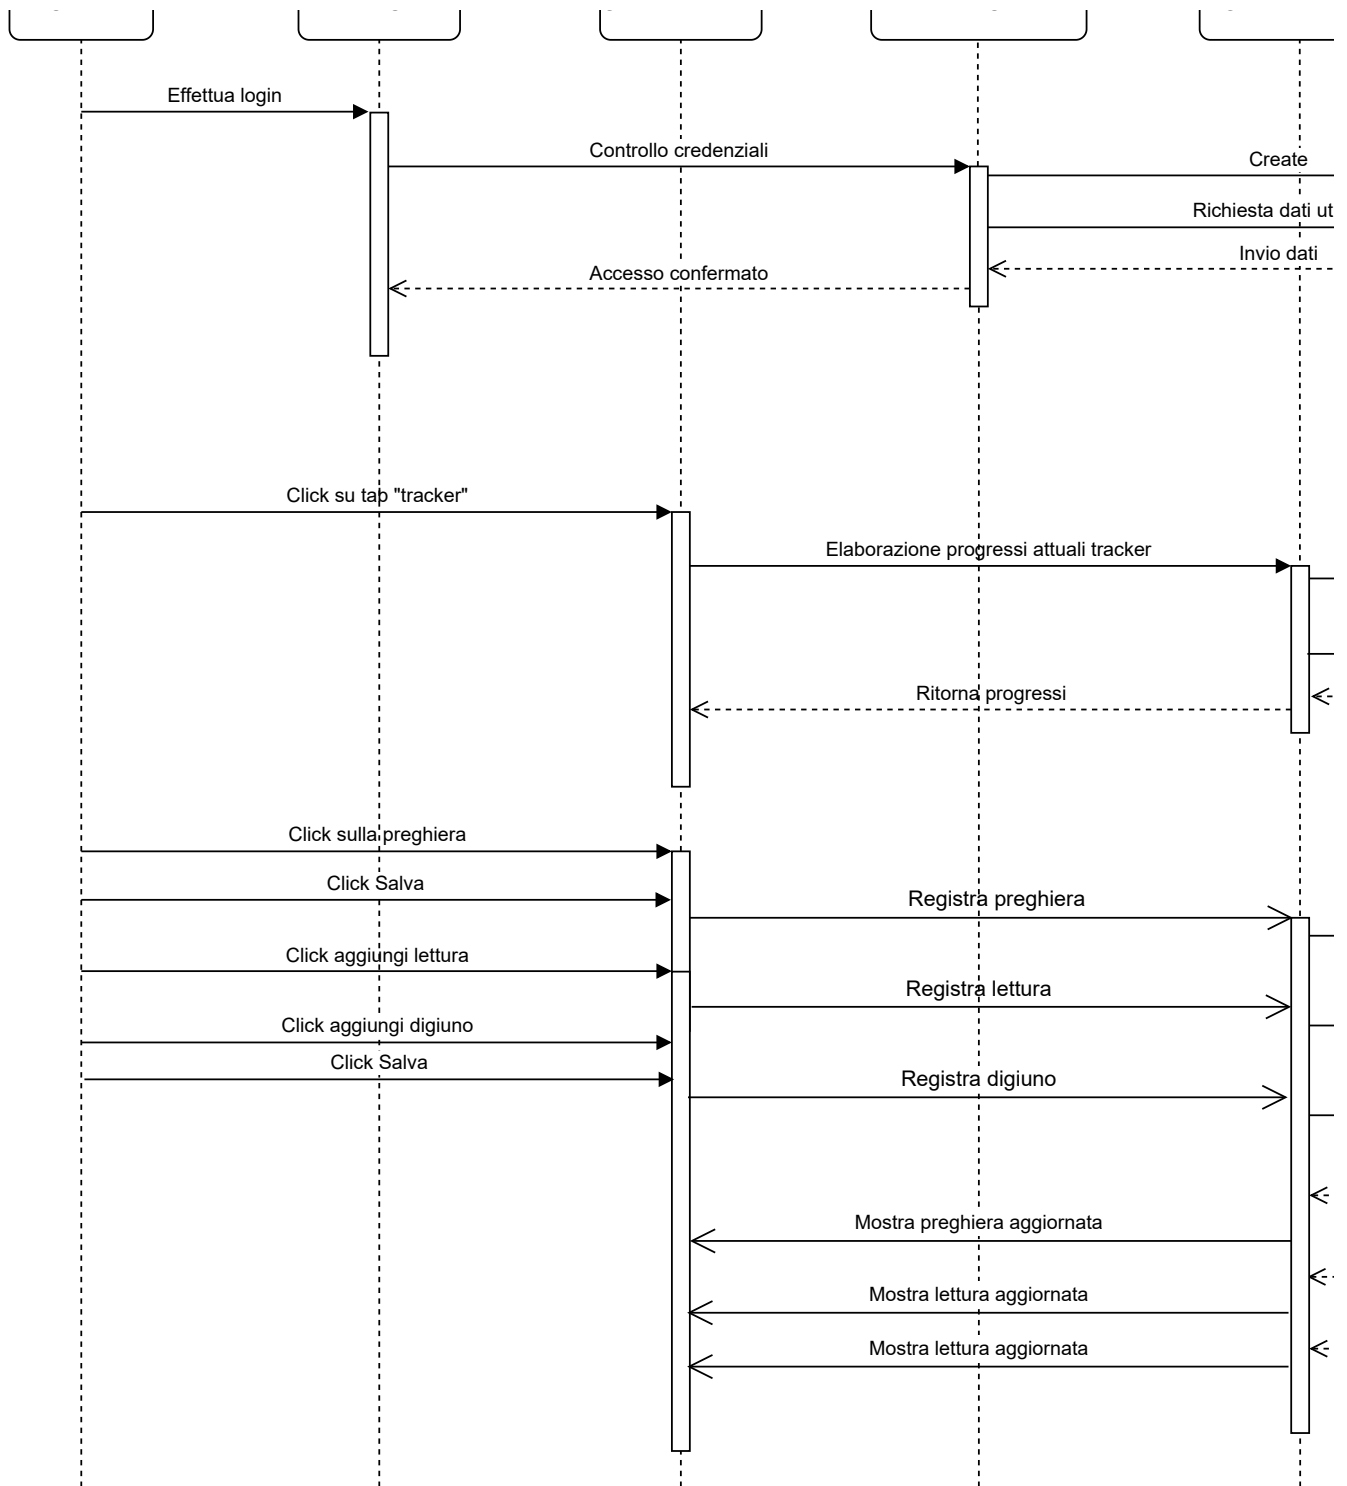 Effettua login
Controllo credenziali
Create
Richiesta dati ut
Invio dati
Accesso confermato
Click su tab "tracker"
Elaborazione progressi attuali tracker
Ritorna progressi
Click sulla preghiera
Click Salva
Registra preghiera
Click aggiungi lettura
Registra lettura
Click aggiungi digiuno
Click Salva
Registra digiuno
Mostra preghiera aggiornata
Mostra lettura aggiornata
Mostra lettura aggiornata